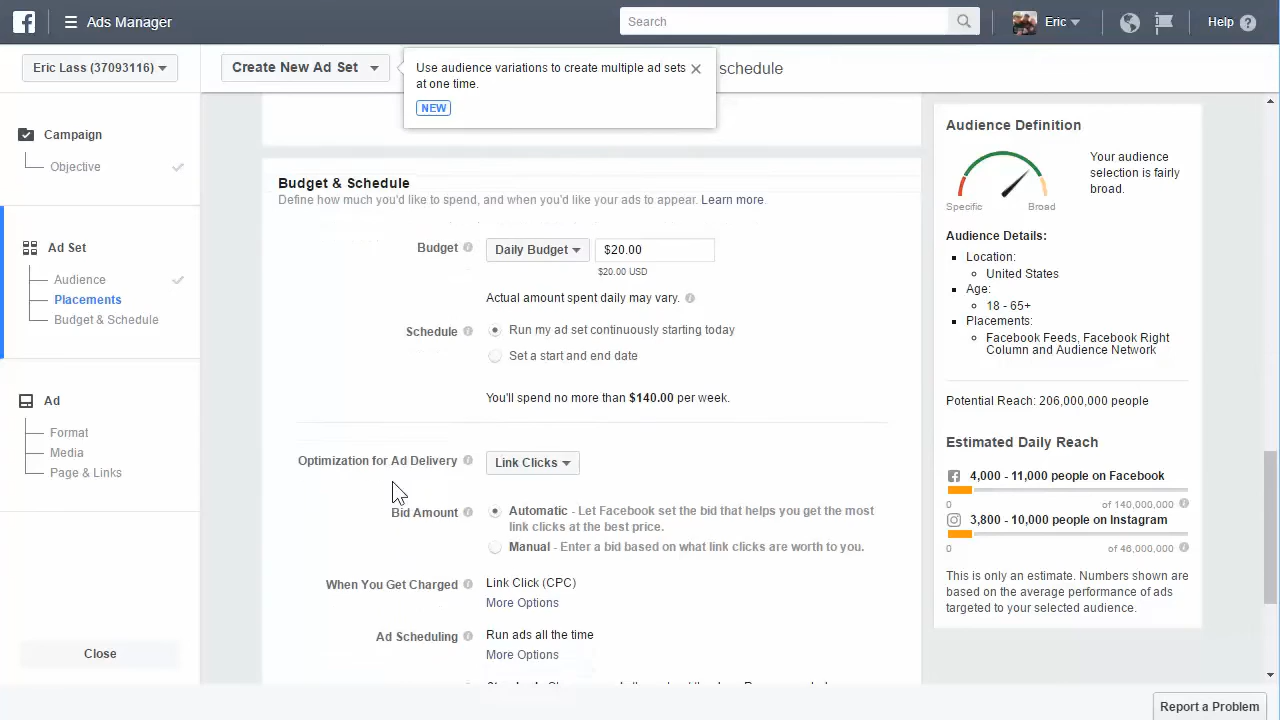 Ads Manager
Search
Eric
Help
Eric Lass (37093116)
Create New Ad Set
Use audience variations to create multiple ad sets
at one time.
NEW
schedule
Campaign
Objective
Ad Set
Audience
Placements
Budget & Schedule
Ad
Format
Media
Page & Links
Close
Budget & Schedule
Define how much you'd like to spend, and when you'd like your ads to appear. Learn more.
Budget
Daily Budget
$20.00
$20.00 USD
Actual amount spent daily may vary.
Schedule
Run my ad set continuously starting today
Set a start and end date
You'll spend no more than $140.00 per week.
Optimization for Ad Delivery
Link Clicks
Bid Amount
Automatic - Let Facebook set the bid that helps you get the most
link clicks at the best price.
Manual - Enter a bid based on what link clicks are worth to you.
When You Get Charged
Link Click (CPC)
More Options
Ad Scheduling
Run ads all the time
More Options
Audience Definition
Your audience
selection is fairly
broad.
Specific
Broad
Audience Details:
Location:
United States
Age:
18 - 65+
Placements:
Facebook Feeds, Facebook Right
Column and Audience Network
Potential Reach: 206,000,000 people
Estimated Daily Reach
4,000 - 11,000 people on Facebook
0
of 140,000,000
3,800 - 10,000 people on Instagram
0
of 46,000,000
This is only an estimate. Numbers shown are
based on the average performance of ads
targeted to your selected audience.
Report a Problem